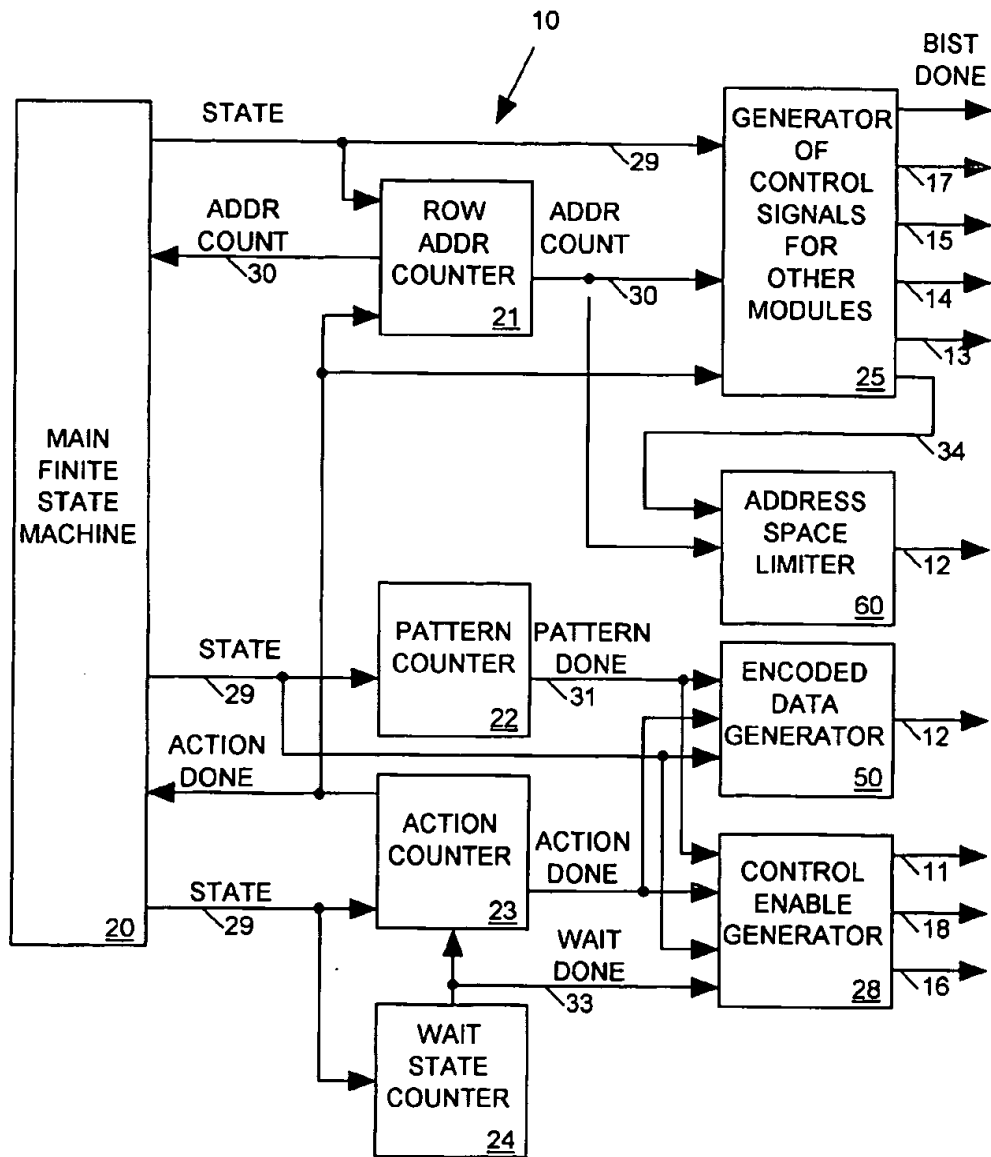 10
BIST
DONE
STATE
29
GENERATOR
OF
CONTROL
SIGNALS
FOR
OTHER
MODULES
25
17
15
14
13
ADDR
COUNT
30
ROW
ADDR
COUNTER
21
ADDR
COUNT
30
34
MAIN
FINITE
STATE
MACHINE
20
ADDRESS
SPACE
LIMITER
60
12
STATE
29
PATTERN
COUNTER
22
PATTERN
DONE
31
ENCODED
DATA
GENERATOR
50
12
ACTION
DONE
ACTION
COUNTER
23
ACTION
DONE
STATE
29
WAIT
DONE
33
CONTROL
ENABLE
GENERATOR
28
11
18
16
WAIT
STATE
COUNTER
24